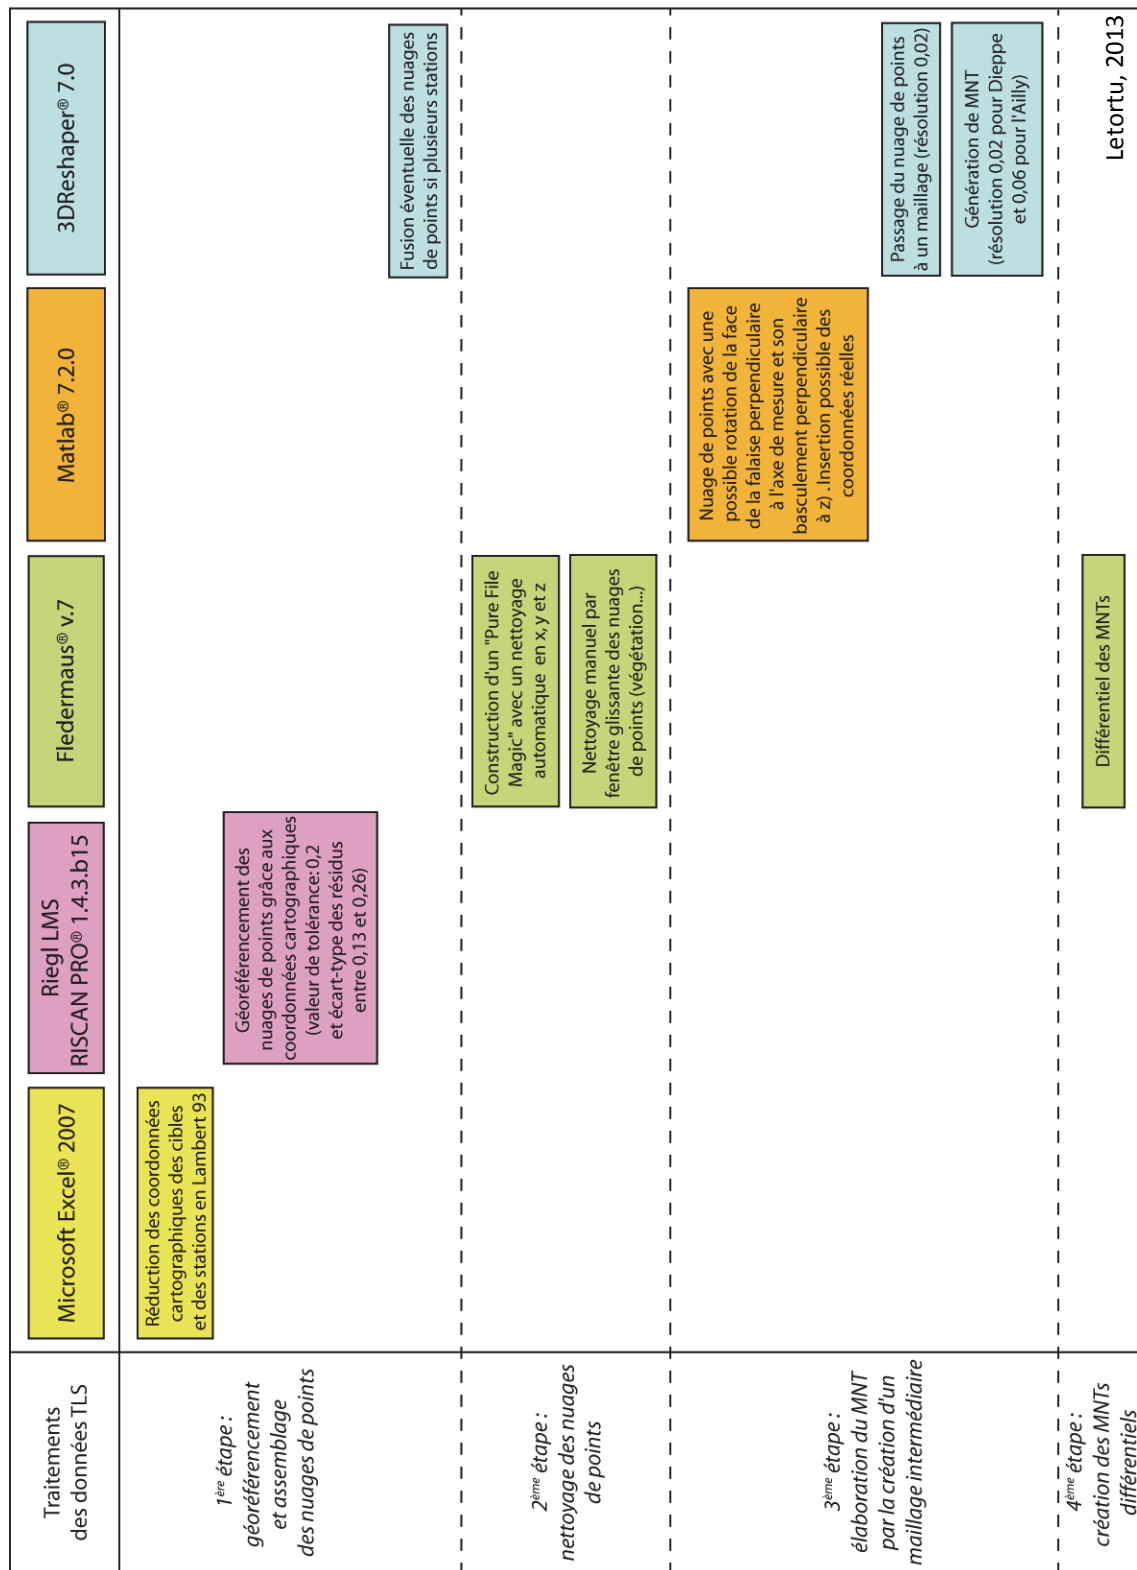 Traitements
des données TLS
Microsoft Excel® 2007
Riegl LMS
RISCAN PRO® 1.4.3.b15
Fledermaus® v.7
Matlab® 7.2.0
3DReshaper® 7.0
1ère étape :
géoréférencement
et assemblage
des nuages de points
Réduction des coordonnées
cartographiques des cibles
et des stations en Lambert 93
Géoréférencement des
nuages de points grâce aux
coordonnées cartographiques
(valeur de tolérance: 0,2
et écart-type des résidus
entre 0,13 et 0,26)
Fusion éventuelle des nuages
de points si plusieurs stations
2ème étape :
nettoyage des nuages
de points
Construction d'un "Pure File
Magic" avec un nettoyage
automatique en x, y et z
Nettoyage manuel par
fenêtre glissante des nuages
de points (végétation...)
3ème étape :
élaboration du MNT
par la création d'un
maillage intermédiaire
Nuage de points avec une
possible rotation de la face
de la falaise perpendiculaire
à l'axe de mesure et son
basculement perpendiculaire
à z) . Insertion possible des
coordonnées réelles
Passage du nuage de points
à un maillage (résolution 0,02)
Génération de MNT
(résolution 0,02 pour Dieppe
et 0,06 pour l'Ailly)
4ème étape :
création des MNTs
différentiels
Différentiel des MNTs
Letortu, 2013